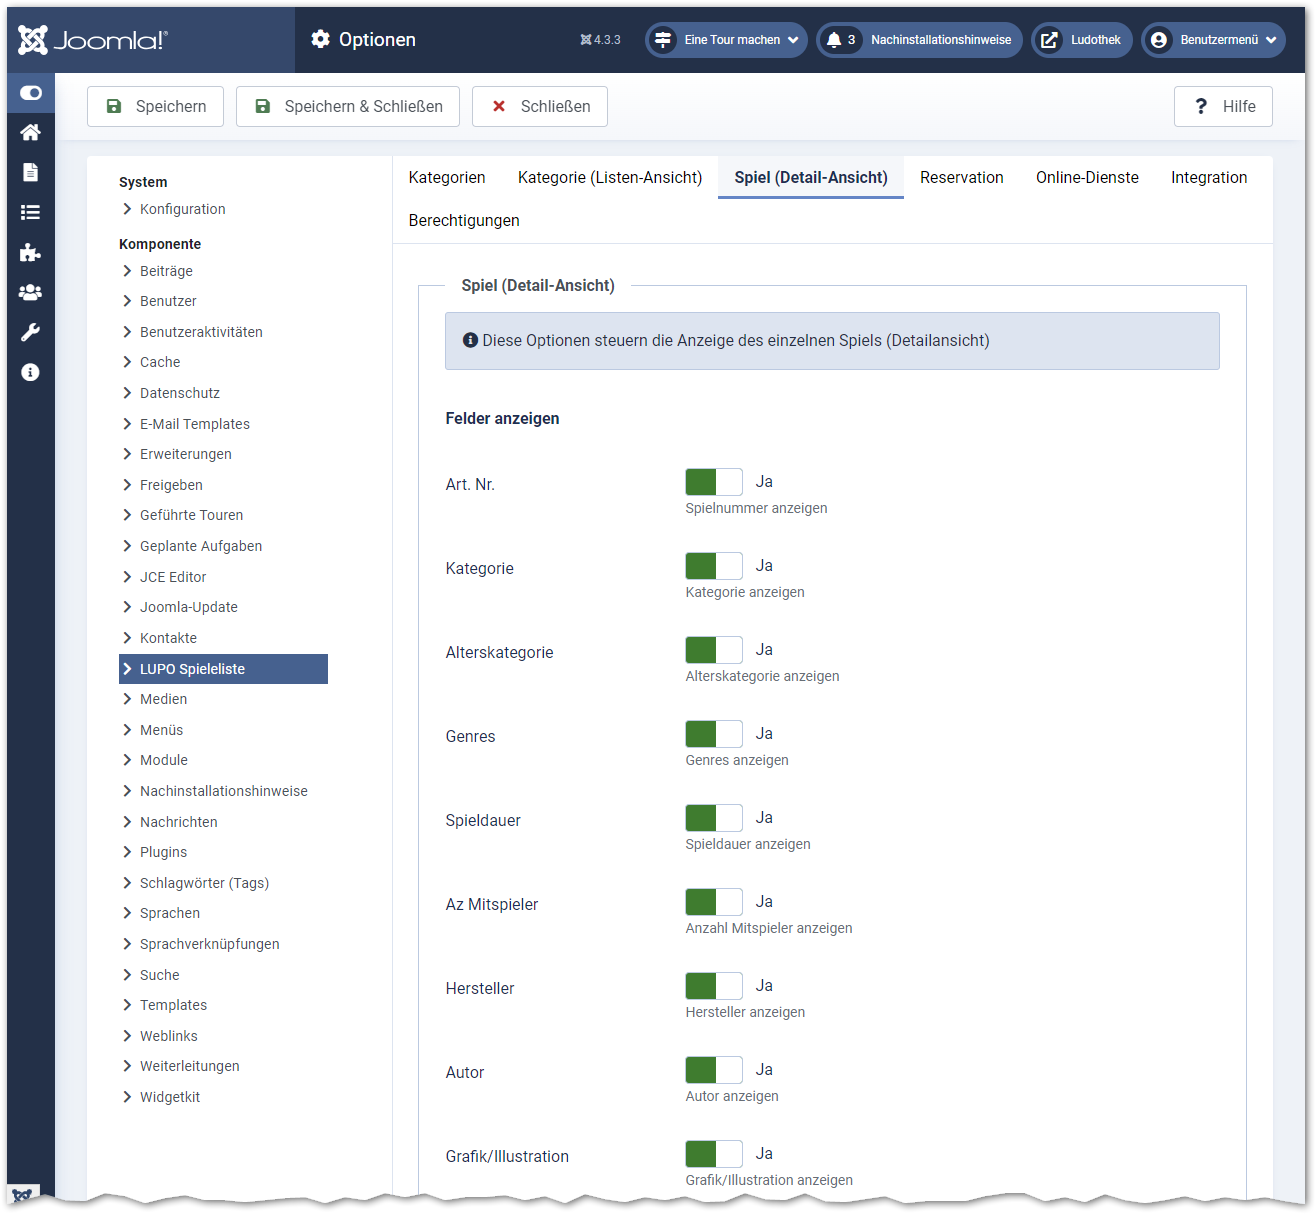 Joomla!®
Optionen
4.3.3
Eine Tour machen
3
Nachinstallationshinweise
Ludothek
Benutzermenü
Speichern
Speichern & Schließen
Schließen
? Hilfe
System
Konfiguration
Komponente
Beiträge
Benutzer
Benutzeraktivitäten
Cache
Datenschutz
E-Mail Templates
Erweiterungen
Freigeben
Geführte Touren
Geplante Aufgaben
JCE Editor
Joomla-Update
Kontakte
LUPO Spieleliste
Medien
Menüs
Module
Nachinstallationshinweise
Nachrichten
Plugins
Schlagwörter (Tags)
Sprachen
Sprachverknüpfungen
Suche
Templates
Weblinks
Weiterleitungen
Widgetkit
Kategorien
Kategorie (Listen-Ansicht)
Spiel (Detail-Ansicht)
Reservation
Online-Dienste
Integration
Berechtigungen
Spiel (Detail-Ansicht)
Diese Optionen steuern die Anzeige des einzelnen Spiels (Detailansicht)
Felder anzeigen
Art. Nr.
Ja
Spielnummer anzeigen
Kategorie
Ja
Kategorie anzeigen
Alterskategorie
Ja
Alterskategorie anzeigen
Genres
Ja
Genres anzeigen
Spieldauer
Ja
Spieldauer anzeigen
Az Mitspieler
Ja
Anzahl Mitspieler anzeigen
Hersteller
Ja
Hersteller anzeigen
Autor
Ja
Autor anzeigen
Grafik/Illustration
Ja
Grafik/Illustration anzeigen